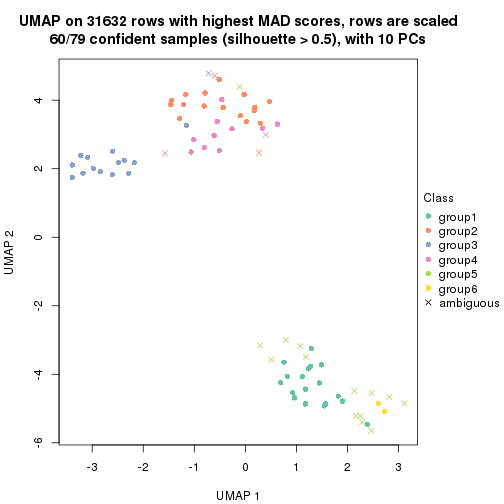 UMAP on 31632 rows with highest MAD scores, rows are scaled
60/79 confident samples (silhouette > 0.5), with 10 PCs
4
2
0
-2
-4
-6
UMAP 2
-3
-2
-1
0
1
2
3
UMAP 1
Class
group1
group2
group3
group4
group5
group6
ambiguous